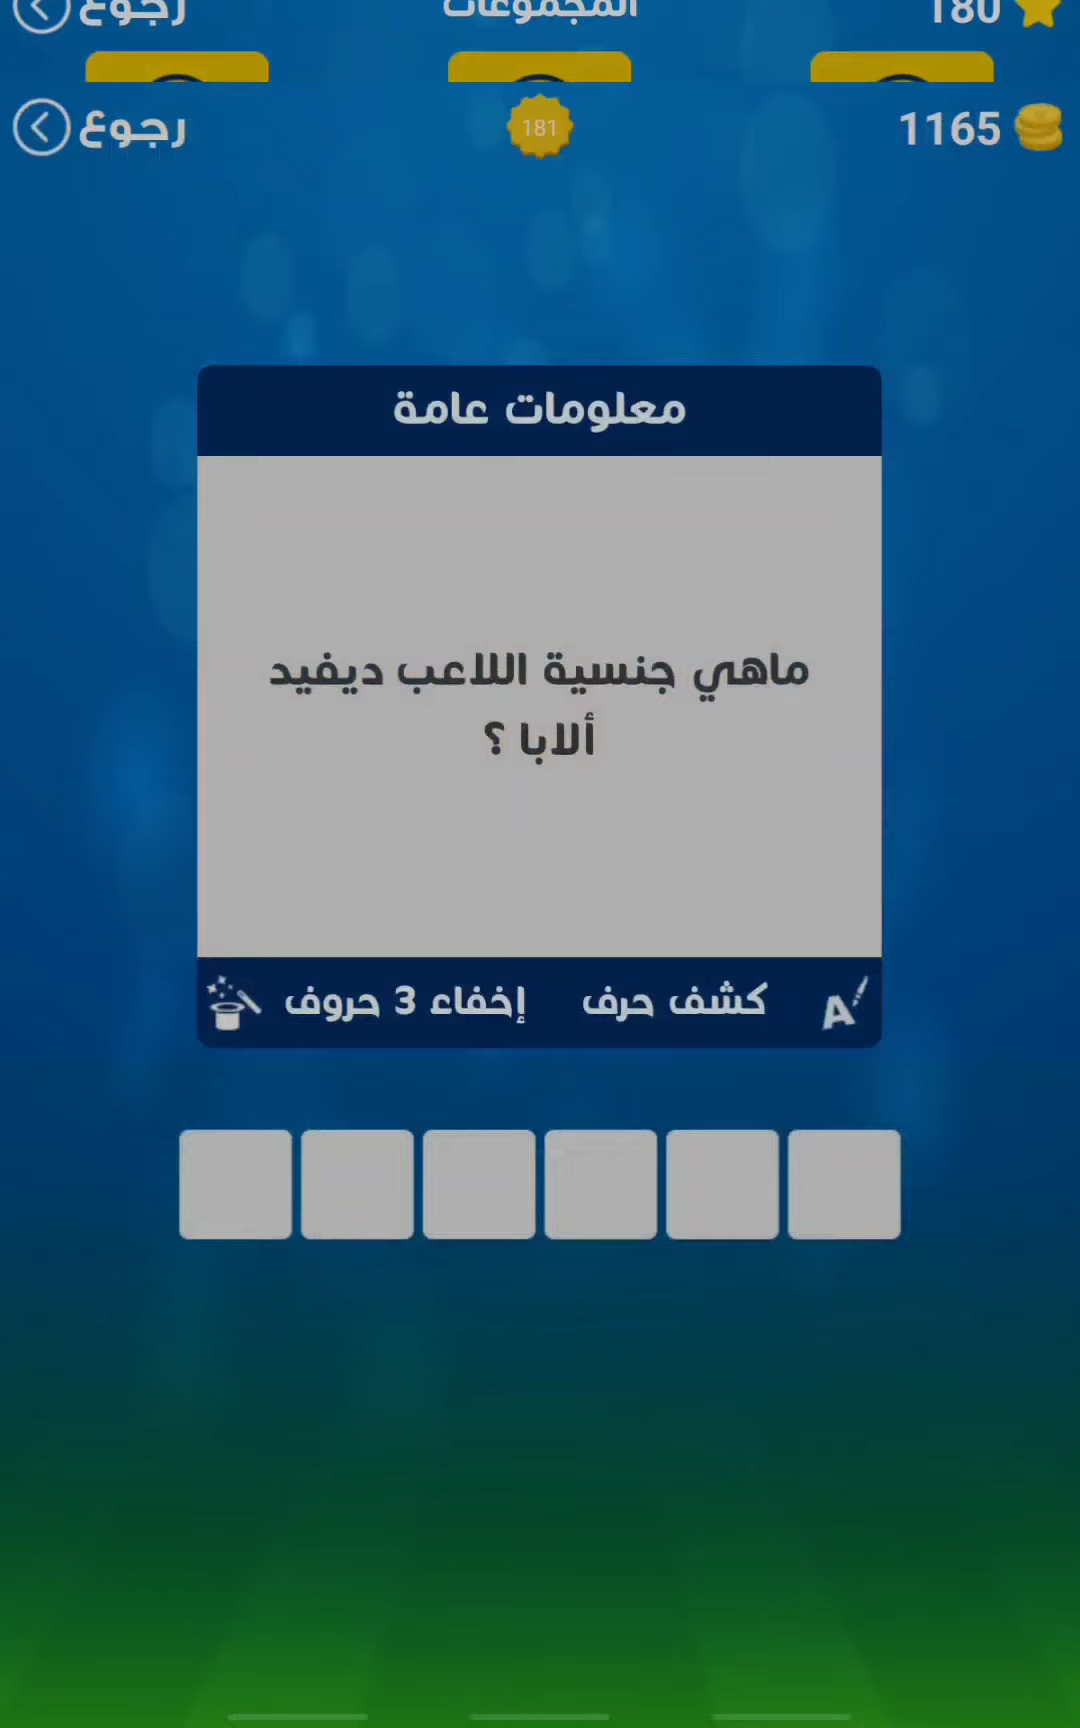 رجوع
المجموعات
180
رجوع
181
1165
معلومات عامة
ماهي جنسية اللاعب ديفيد
ألابا ؟
كشف حرف
إخفاء 3 حروف